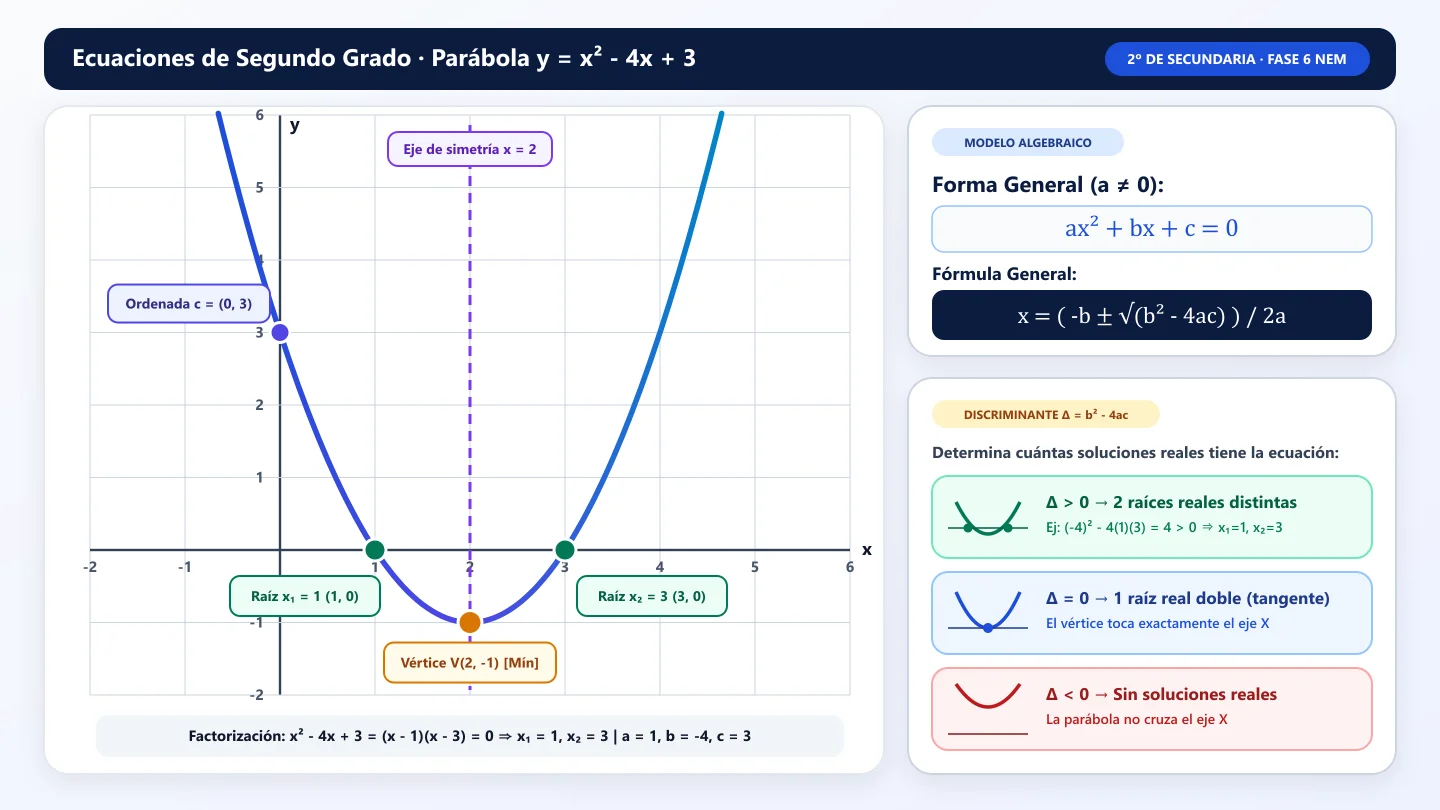 Ecuaciones de Segundo Grado · Parábola y = x² - 4x + 3
2º DE SECUNDARIA · FASE 6 NEM
6
y
Eje de simetría x = 2
5
4
Ordenada c = (0, 3)
3
2
1
x
-2 -1 1 2 3 4 5 6
Raíz x₁ = 1 (1, 0)
Raíz x₂ = 3 (3, 0)
-1
Vértice V(2, -1) [Mín]
-2
Factorización: x² - 4x + 3 = (x - 1)(x - 3) = 0 ⇒ x₁ = 1, x₂ = 3 | a = 1, b = -4, c = 3
MODELO ALGEBRAICO
Forma General (a ≠ 0):
ax² + bx + c = 0
Fórmula General:
x = ( -b ± √(b² - 4ac) ) / 2a
DISCRIMINANTE Δ = b² - 4ac
Determina cuántas soluciones reales tiene la ecuación:
Δ > 0 → 2 raíces reales distintas
Ej: (-4)² - 4(1)(3) = 4 > 0 ⇒ x₁=1, x₂=3
Δ = 0 → 1 raíz real doble (tangente)
El vértice toca exactamente el eje X
Δ < 0 → Sin soluciones reales
La parábola no cruza el eje X